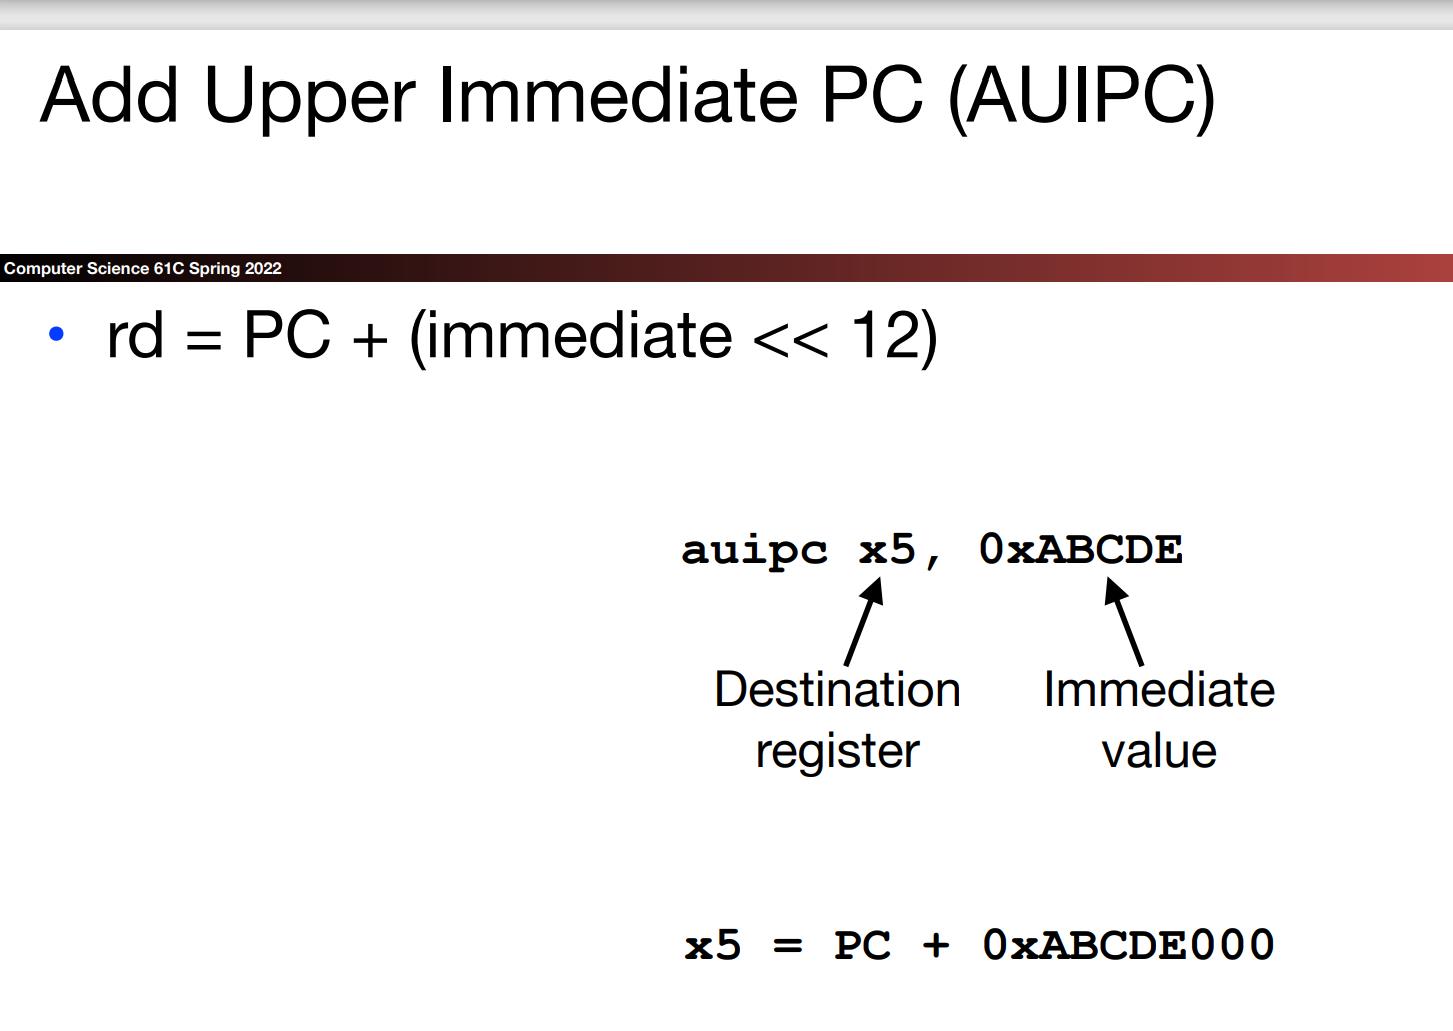 Add Upper Immediate PC (AUIPC)
Computer Science 61C Spring 2022
• rd = PC + (immediate << 12)
auipc x5, 0xABCDE
Destination register
Immediate value
x5 = PC + 0xABCDE000